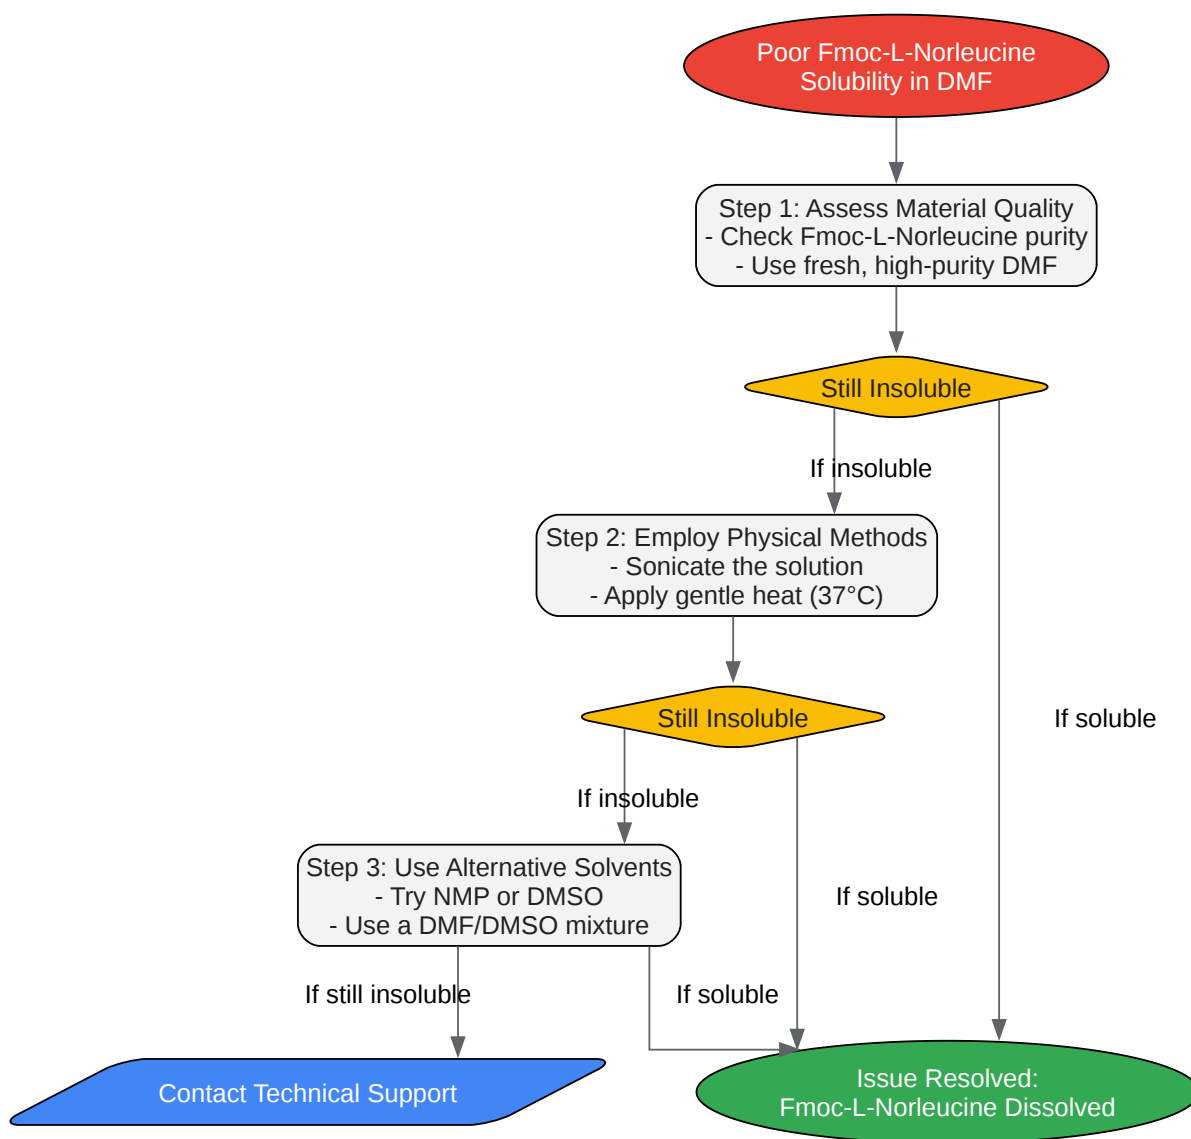 Poor Fmoc-L-Norleucine
Solubility in DMF
Step 1: Assess Material Quality
- Check Fmoc-L-Norleucine purity
- Use fresh, high-purity DMF
Still Insoluble
If insoluble
Step 2: Employ Physical Methods
- Sonicate the solution
- Apply gentle heat (37°C)
Still Insoluble
If soluble
If insoluble
Step 3: Use Alternative Solvents
- Try NMP or DMSO
- Use a DMF/DMSO mixture
If soluble
If still insoluble
If soluble
Contact Technical Support
Issue Resolved:
Fmoc-L-Norleucine Dissolved